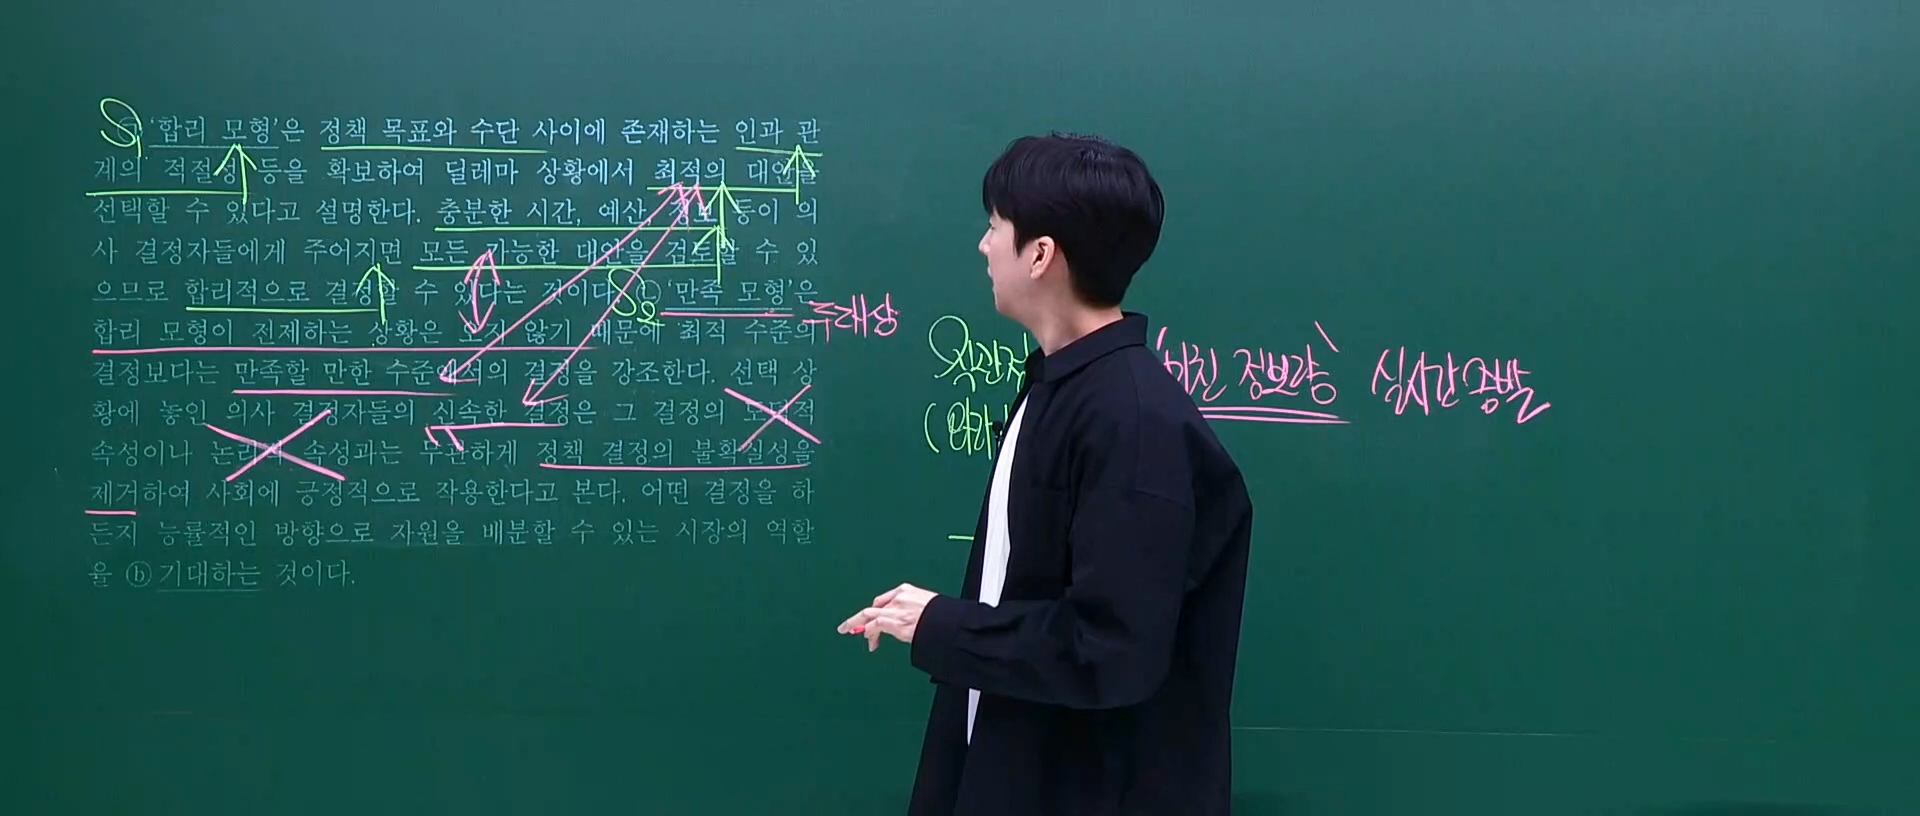 S1 ㉠ '합리 모형'은 정책 목표와 수단 사이에 존재하는 인과 관
계의 적절성 등을 확보하여 딜레마 상황에서 최적의 대안을
선택할 수 있다고 설명한다. 충분한 시간, 예산, 정보 등이 의
사 결정자들에게 주어지면 모든 가능한 대안을 검토할 수 있
으므로 합리적으로 결정할 수 있다는 것이다. S2 ㉡ '만족 모형'은
합리 모형이 전제하는 상황은 오지 않기 때문에 최적 수준의
결정보다는 만족할 만한 수준에서의 결정을 강조한다. 선택 상
황에 놓인 의사 결정자들의 신속한 결정은 그 결정의 도덕적
속성이나 논리적 속성과는 무관하게 정책 결정의 불확실성을
제거하여 사회에 긍정적으로 작용한다고 본다. 어떤 결정을 하
든지 능률적인 방향으로 자원을 배분할 수 있는 시장의 역할
을 ⓑ 기대하는 것이다.
'미친 정보량' 실시간 증발